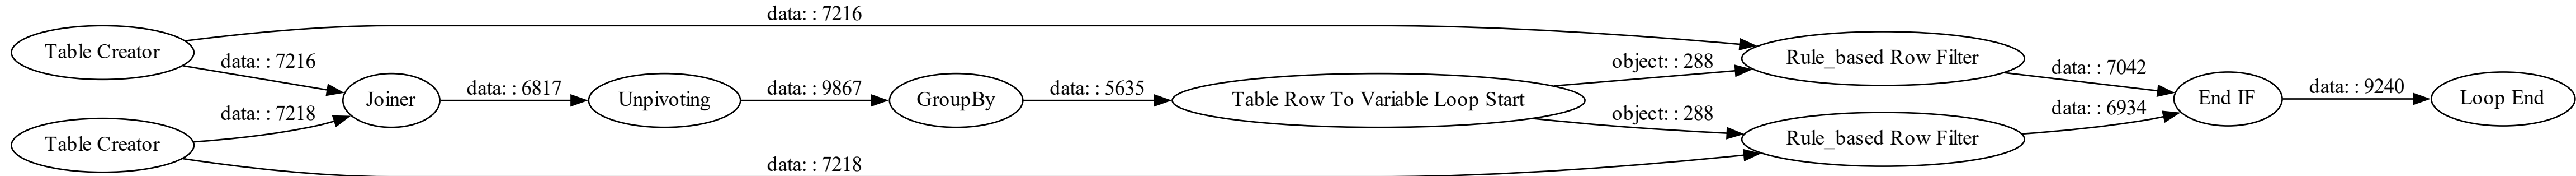 data: : 7216
Table Creator
data: : 7216
Joiner
data: : 6817
Unpivoting
data: : 9867
GroupBy
data: : 5635
Table Row To Variable Loop Start
object: : 288
Rule_based Row Filter
data: : 7042
End IF
data: : 9240
Loop End
data: : 7218
Table Creator
object: : 288
Rule_based Row Filter
data: : 6934
data: : 7218